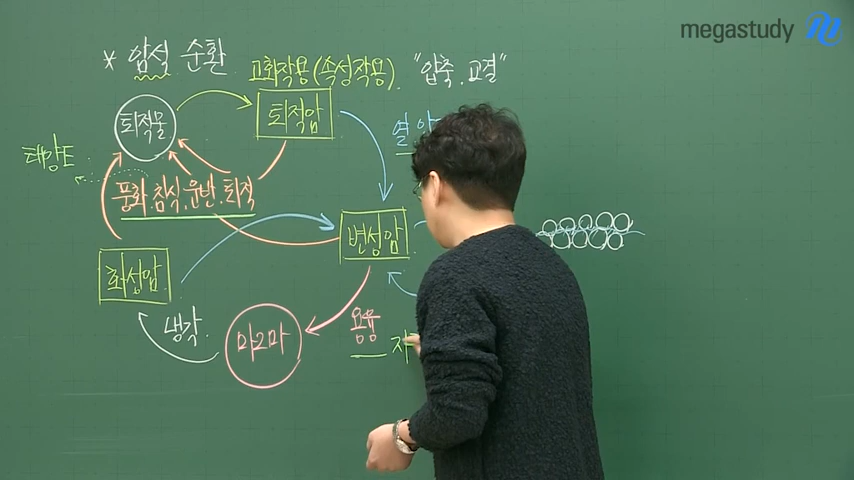 megastudy
* 암석 순환
고화작용(속성작용). "압축.교결"
퇴적물
퇴적암
열
태양E
풍화.침식.운반.퇴적
변성암
화성암
냉각
마그마
용융